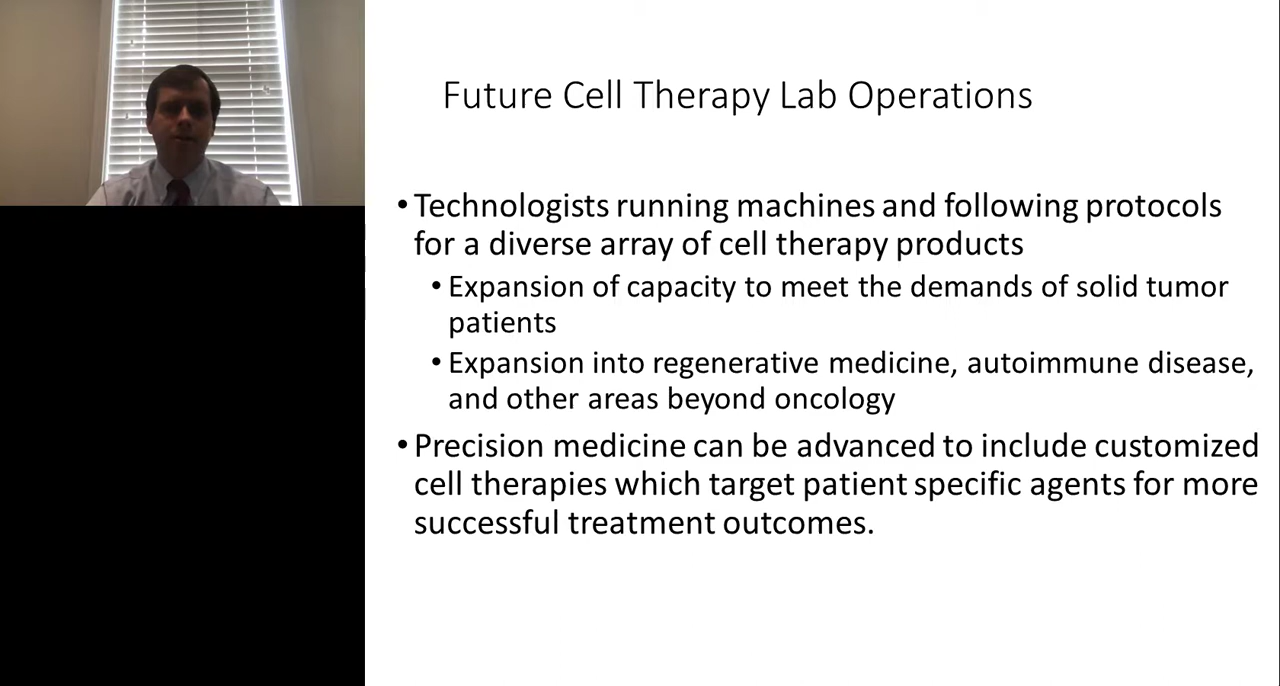 Future Cell Therapy Lab Operations
• Technologists running machines and following protocols
for a diverse array of cell therapy products
• Expansion of capacity to meet the demands of solid tumor
patients
• Expansion into regenerative medicine, autoimmune disease,
and other areas beyond oncology
• Precision medicine can be advanced to include customized
cell therapies which target patient specific agents for more
successful treatment outcomes.